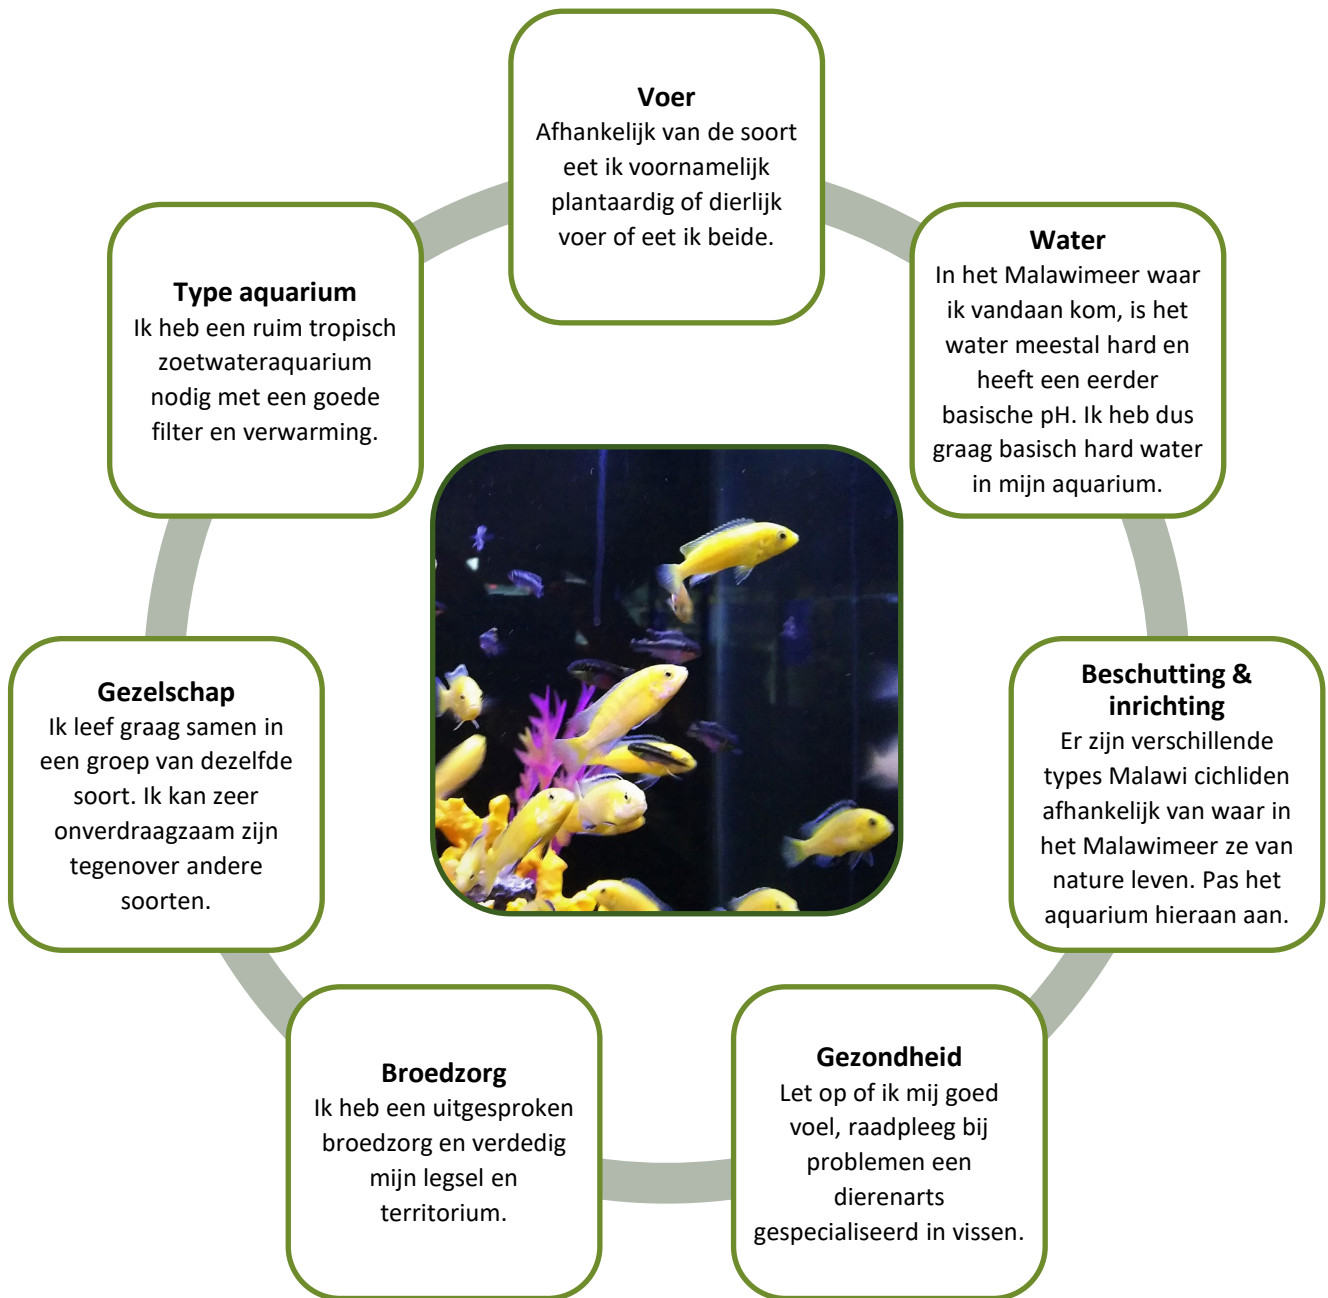 Voer
Afhankelijk van de soort
eet ik voornamelijk
plantaardig of dierlijk
voer of eet ik beide.
Water
In het Malawimeer waar
ik vandaan kom, is het
water meestal hard en
heeft een eerder
basische pH. Ik heb dus
graag basisch hard water
in mijn aquarium.
Beschutting &
inrichting
Er zijn verschillende
types Malawi cichliden
afhankelijk van waar in
het Malawimeer ze van
nature leven. Pas het
aquarium hieraan aan.
Gezondheid
Let op of ik mij goed
voel, raadpleeg bij
problemen een
dierenarts
gespecialiseerd in vissen.
Broedzorg
Ik heb een uitgesproken
broedzorg en verdedig
mijn legsel en
territorium.
Gezelschap
Ik leef graag samen in
een groep van dezelfde
soort. Ik kan zeer
onverdraagzaam zijn
tegenover andere
soorten.
Type aquarium
Ik heb een ruim tropisch
zoetwateraquarium
nodig met een goede
filter en verwarming.